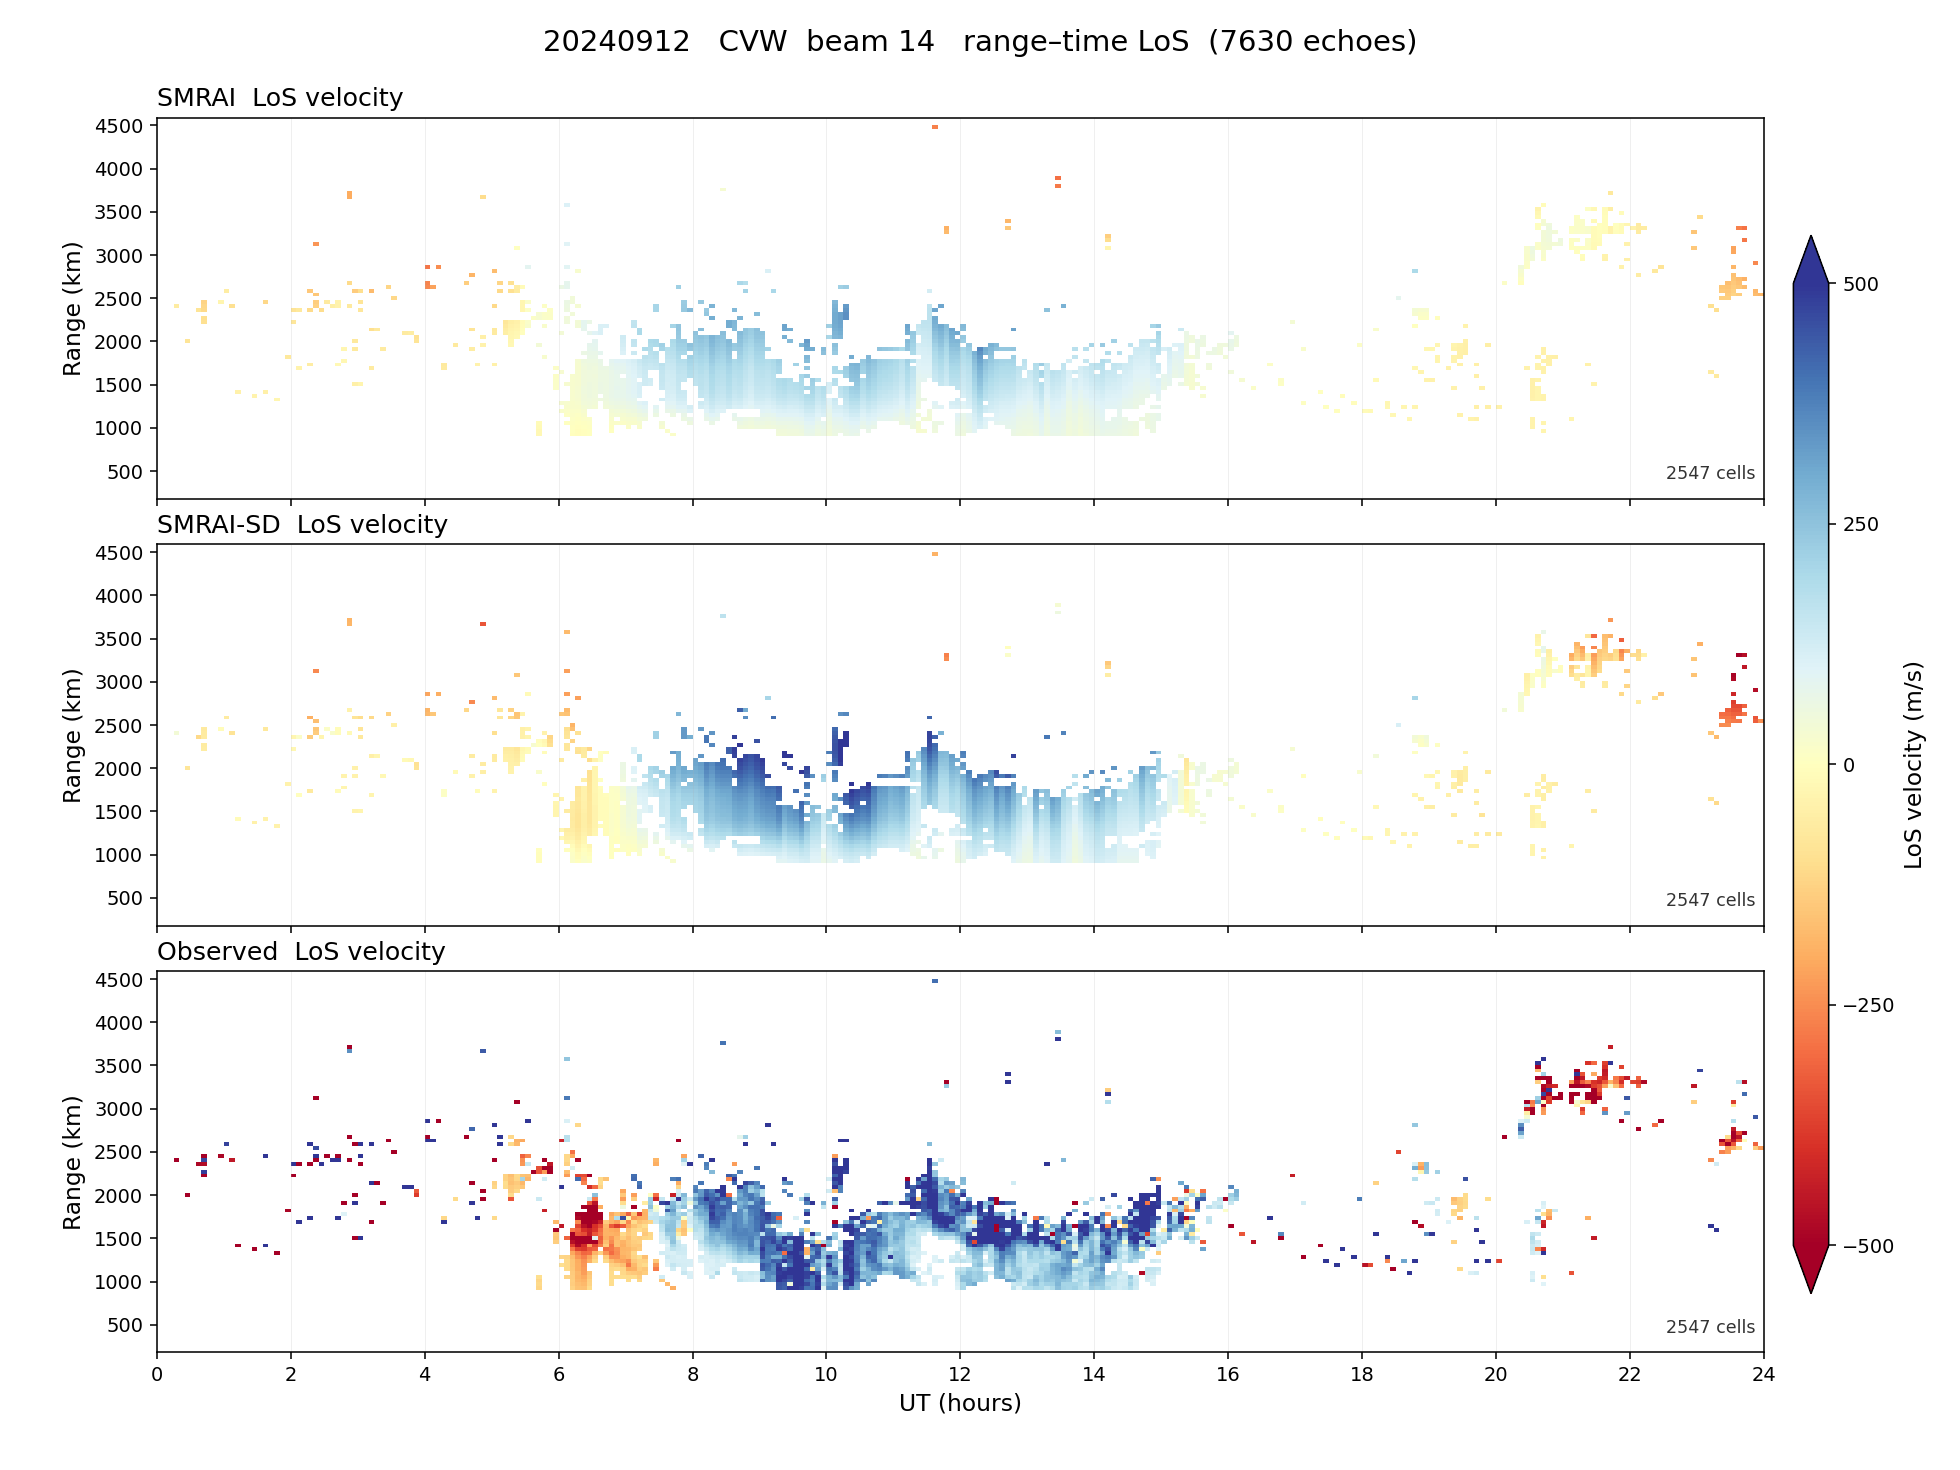 20240912   CVW  beam 14   range–time LoS  (7630 echoes)
SMRAI  LoS velocity
4500
4000
3500
3000
2500
2000
1500
1000
500
Range (km)
2547 cells
SMRAI-SD  LoS velocity
4500
4000
3500
3000
2500
2000
1500
1000
500
Range (km)
2547 cells
Observed  LoS velocity
4500
4000
3500
3000
2500
2000
1500
1000
500
Range (km)
2547 cells
0 2 4 6 8 10 12 14 16 18 20 22 24
UT (hours)
500
250
0
−250
−500
LoS velocity (m/s)